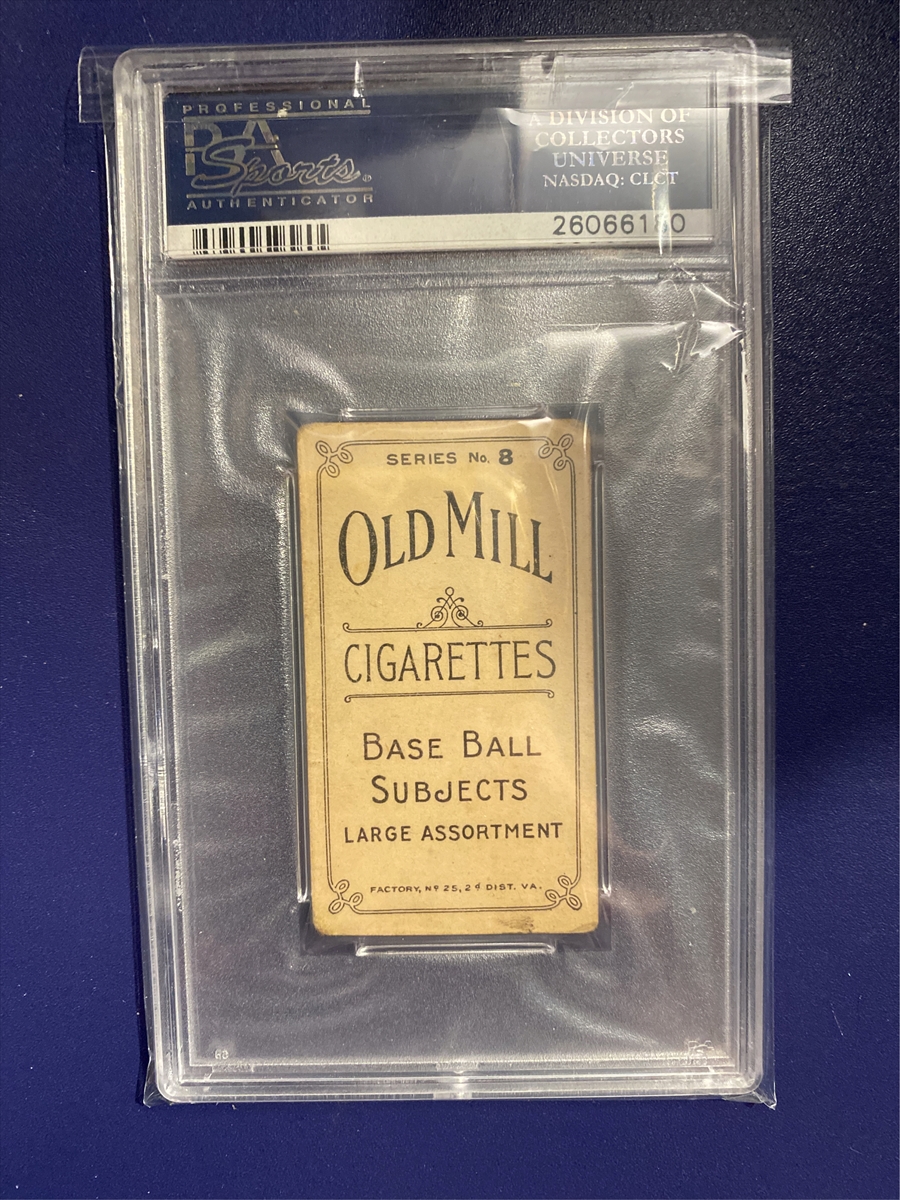 PROFESSIONAL
PSA
Sports
AUTHENTICATOR
A DIVISION OF
COLLECTORS
UNIVERSE
NASDAQ: CLCT
26066180
SERIES No. 8
OLD MILL
CIGARETTES
BASE BALL
SUBJECTS
LARGE ASSORTMENT
FACTORY, Nº 25, 2d DIST. VA.